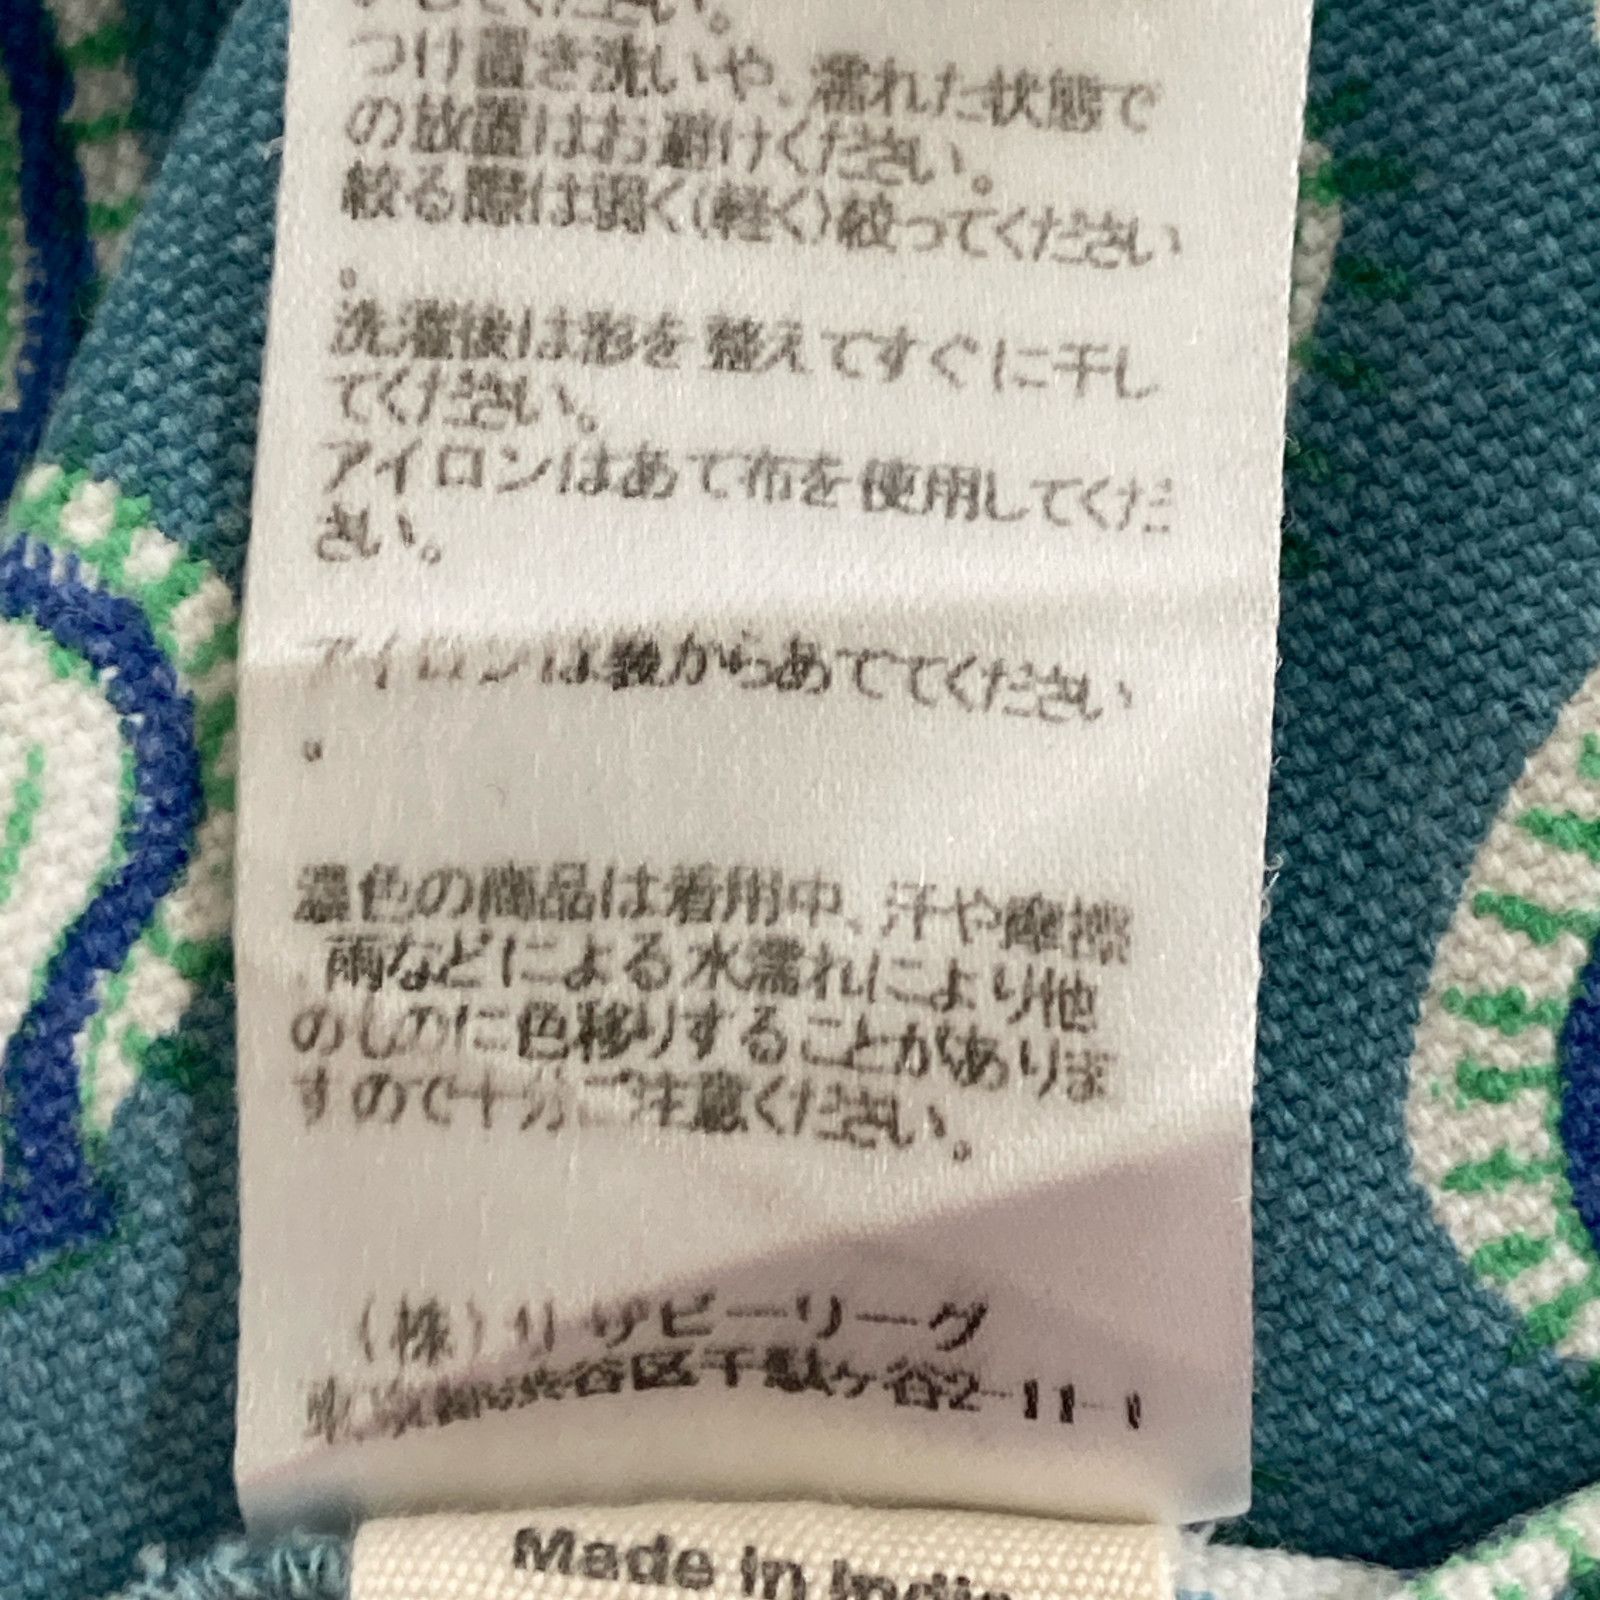 してください。
つけ置き洗いや、濡れた状態で
の放置はお避けください。
絞る際は弱く(軽く)絞ってください
。
洗濯後は形を整えてすぐに干し
てください。
アイロンはあて布を使用してくだ
さい。
アイロンは裏からあててください
。
濃色の商品は着用中、汗や摩擦
、雨などによる水濡れにより他
のものに色移りすることがありま
すので十分ご注意ください。
(株)サザビーリーグ
東京都渋谷区千駄ヶ谷2-11-1
Made in India